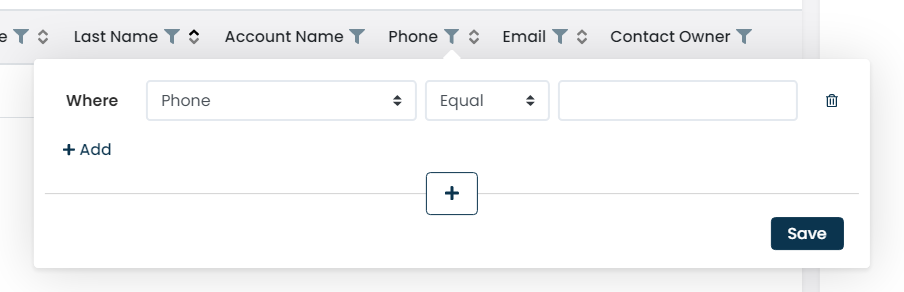 e Last Name Account Name Phone Email Contact Owner
Where Phone Equal
+ Add
+
Save